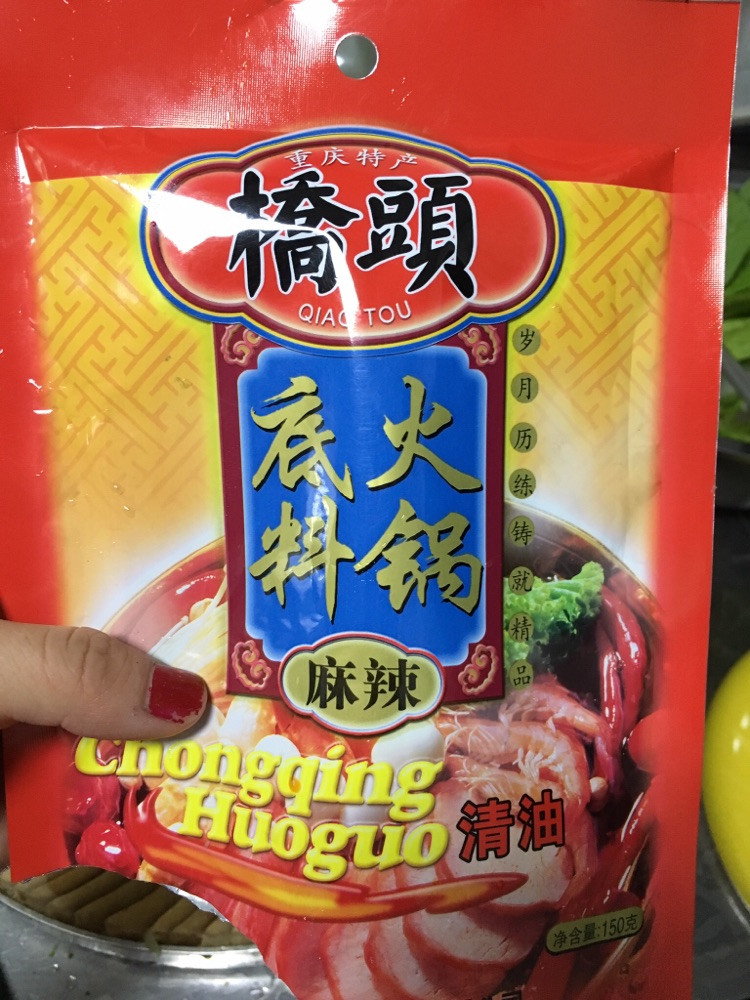 重庆特产
橋頭
QIAO TOU
火锅
底料
麻辣
岁月历练铸就精品
Chongqing
Huoguo
清油
净含量:150克